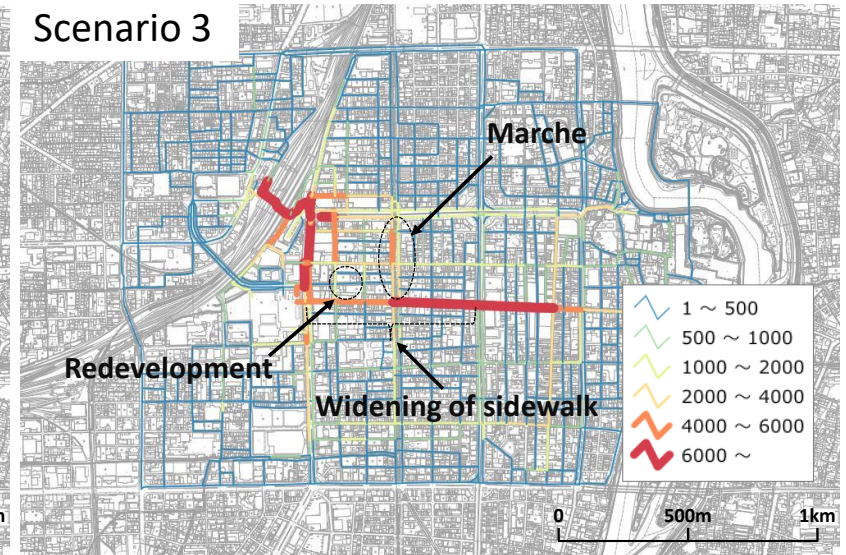 Scenario 3
Marche
Redevelopment
Widening of sidewalk
1 ～ 500
500 ～ 1000
1000 ～ 2000
2000 ～ 4000
4000 ～ 6000
6000 ～
0 500m 1km
m